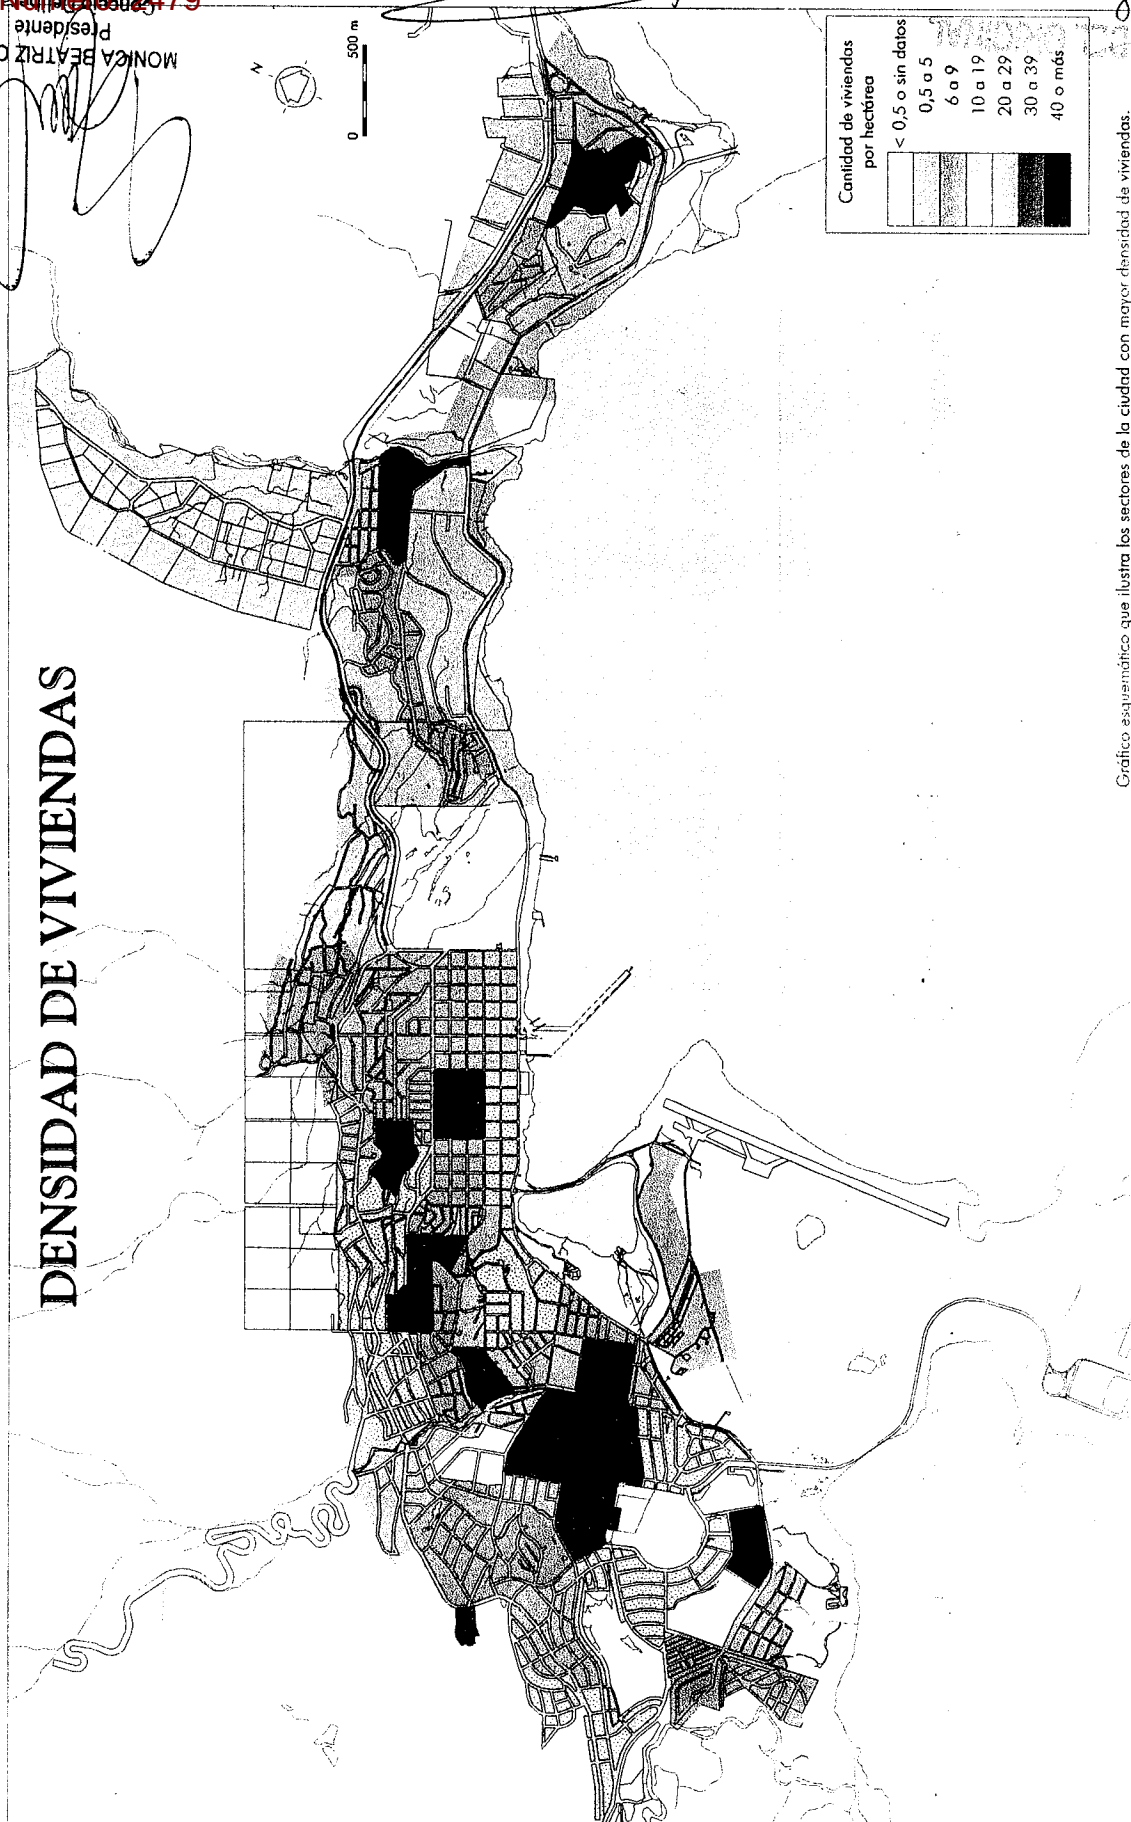 DENSIDAD DE VIVIENDAS
MONICA BEATRIZ
Presidente
N
0 500 m
Cantidad de viviendas
por hectárea
< 0,5 o sin datos
0,5 a 5
6 a 9
10 a 19
20 a 29
30 a 39
40 o más
ORIGINAL
Gráfico esquemático que ilustra los sectores de la ciudad con mayor densidad de viviendas.